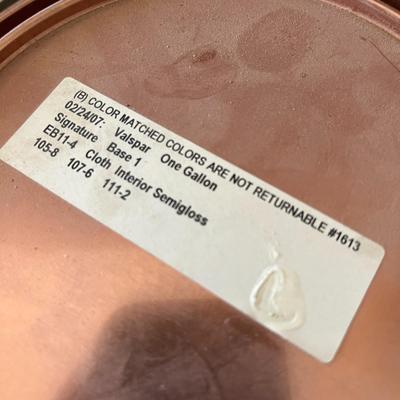 (B) COLOR MATCHED COLORS ARE NOT RETURNABLE #1613
02/24/07: Valspar One Gallon
Signature Base 1
EB11-4 Cloth Interior Semigloss
105-8 107-6 111-2